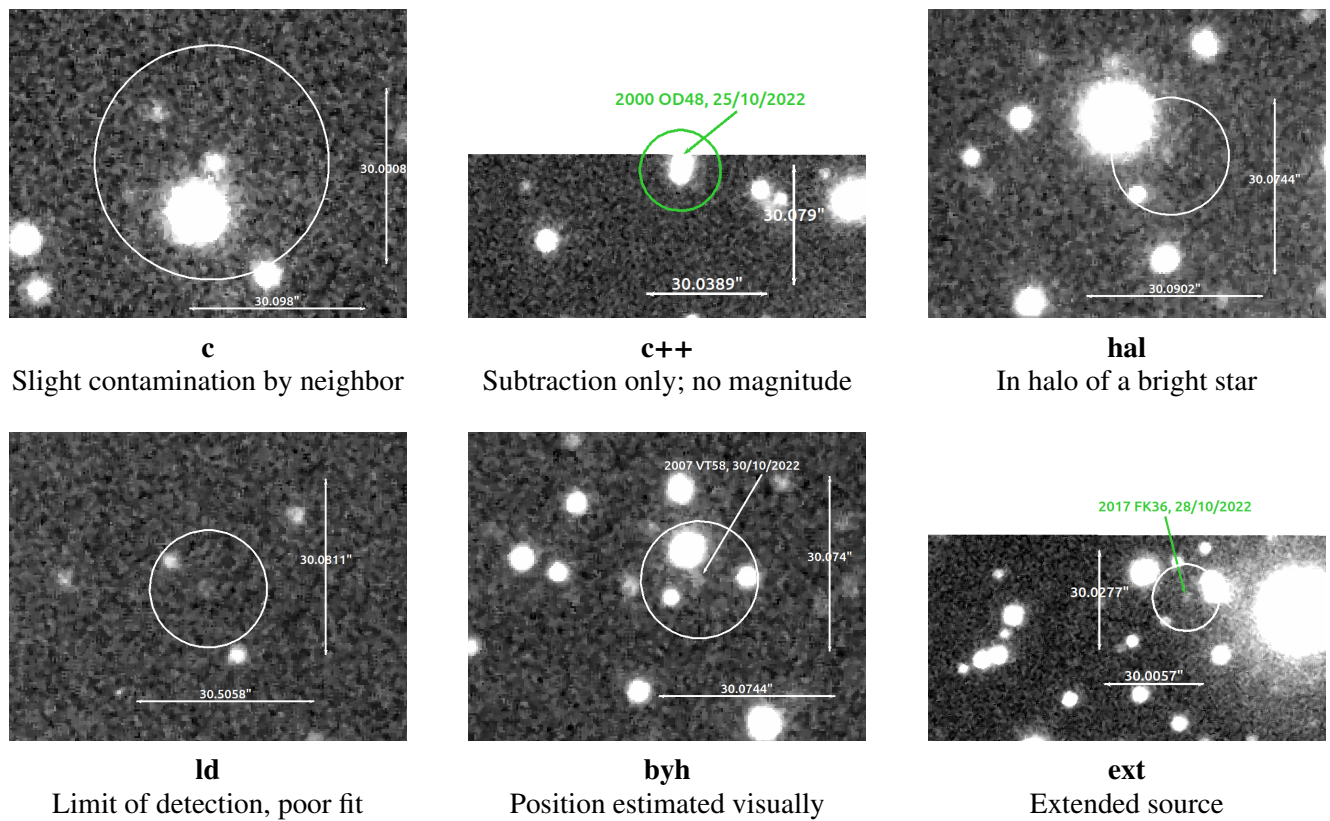 30.0008
30.098"
2000 OD48, 25/10/2022
30.079"
30.0389"
30.0744"
30.0902"
c
c++
hal
Slight contamination by neighbor
Subtraction only; no magnitude
In halo of a bright star
30.0811"
30.5058"
2007 VT58, 30/10/2022
30.074"
30.0744"
2017 FK36, 28/10/2022
30.0277"
30.0057"
ld
byh
ext
Limit of detection, poor fit
Position estimated visually
Extended source